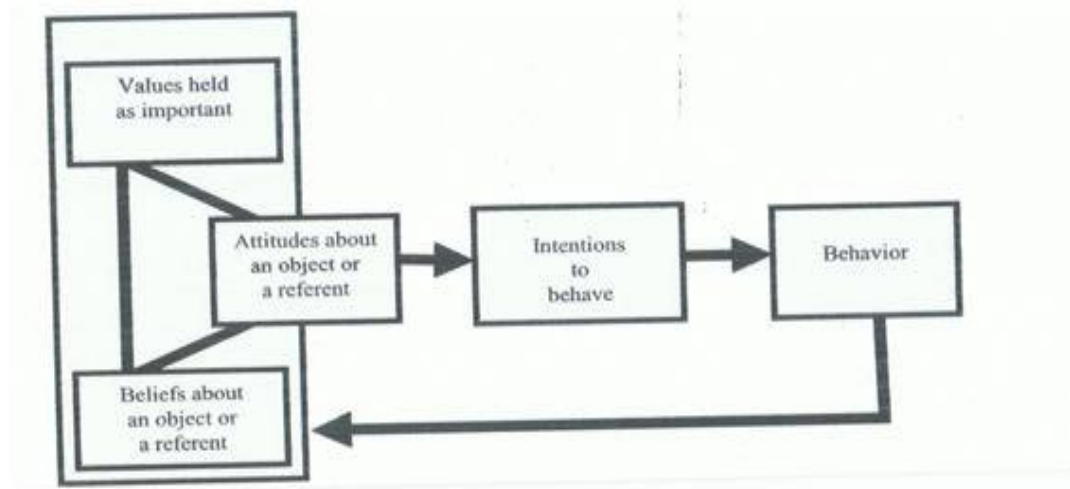 Values held
as important
Attitudes about
an object or
a referent
Intentions
to
behave
Behavior
Beliefs about
an object or
a referent